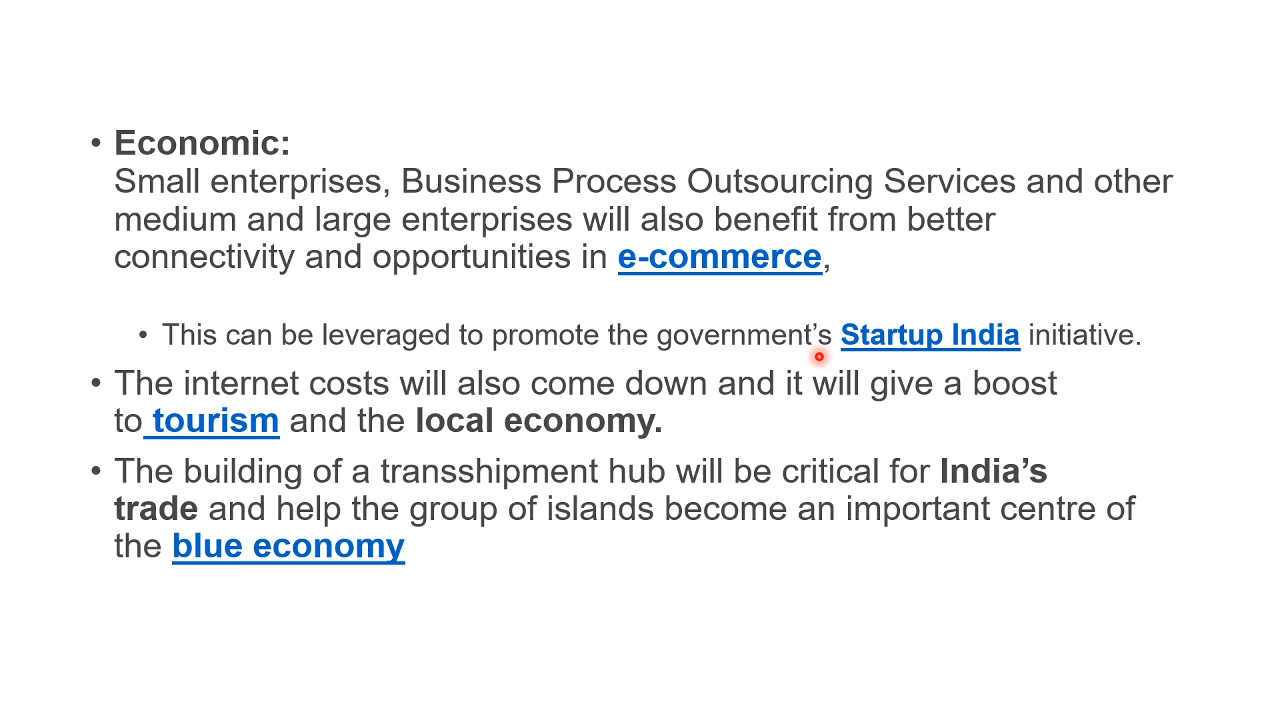 • Economic:
Small enterprises, Business Process Outsourcing Services and other
medium and large enterprises will also benefit from better
connectivity and opportunities in e-commerce,
• This can be leveraged to promote the government’s Startup India initiative.
• The internet costs will also come down and it will give a boost
to tourism and the local economy.
• The building of a transshipment hub will be critical for India’s
trade and help the group of islands become an important centre of
the blue economy